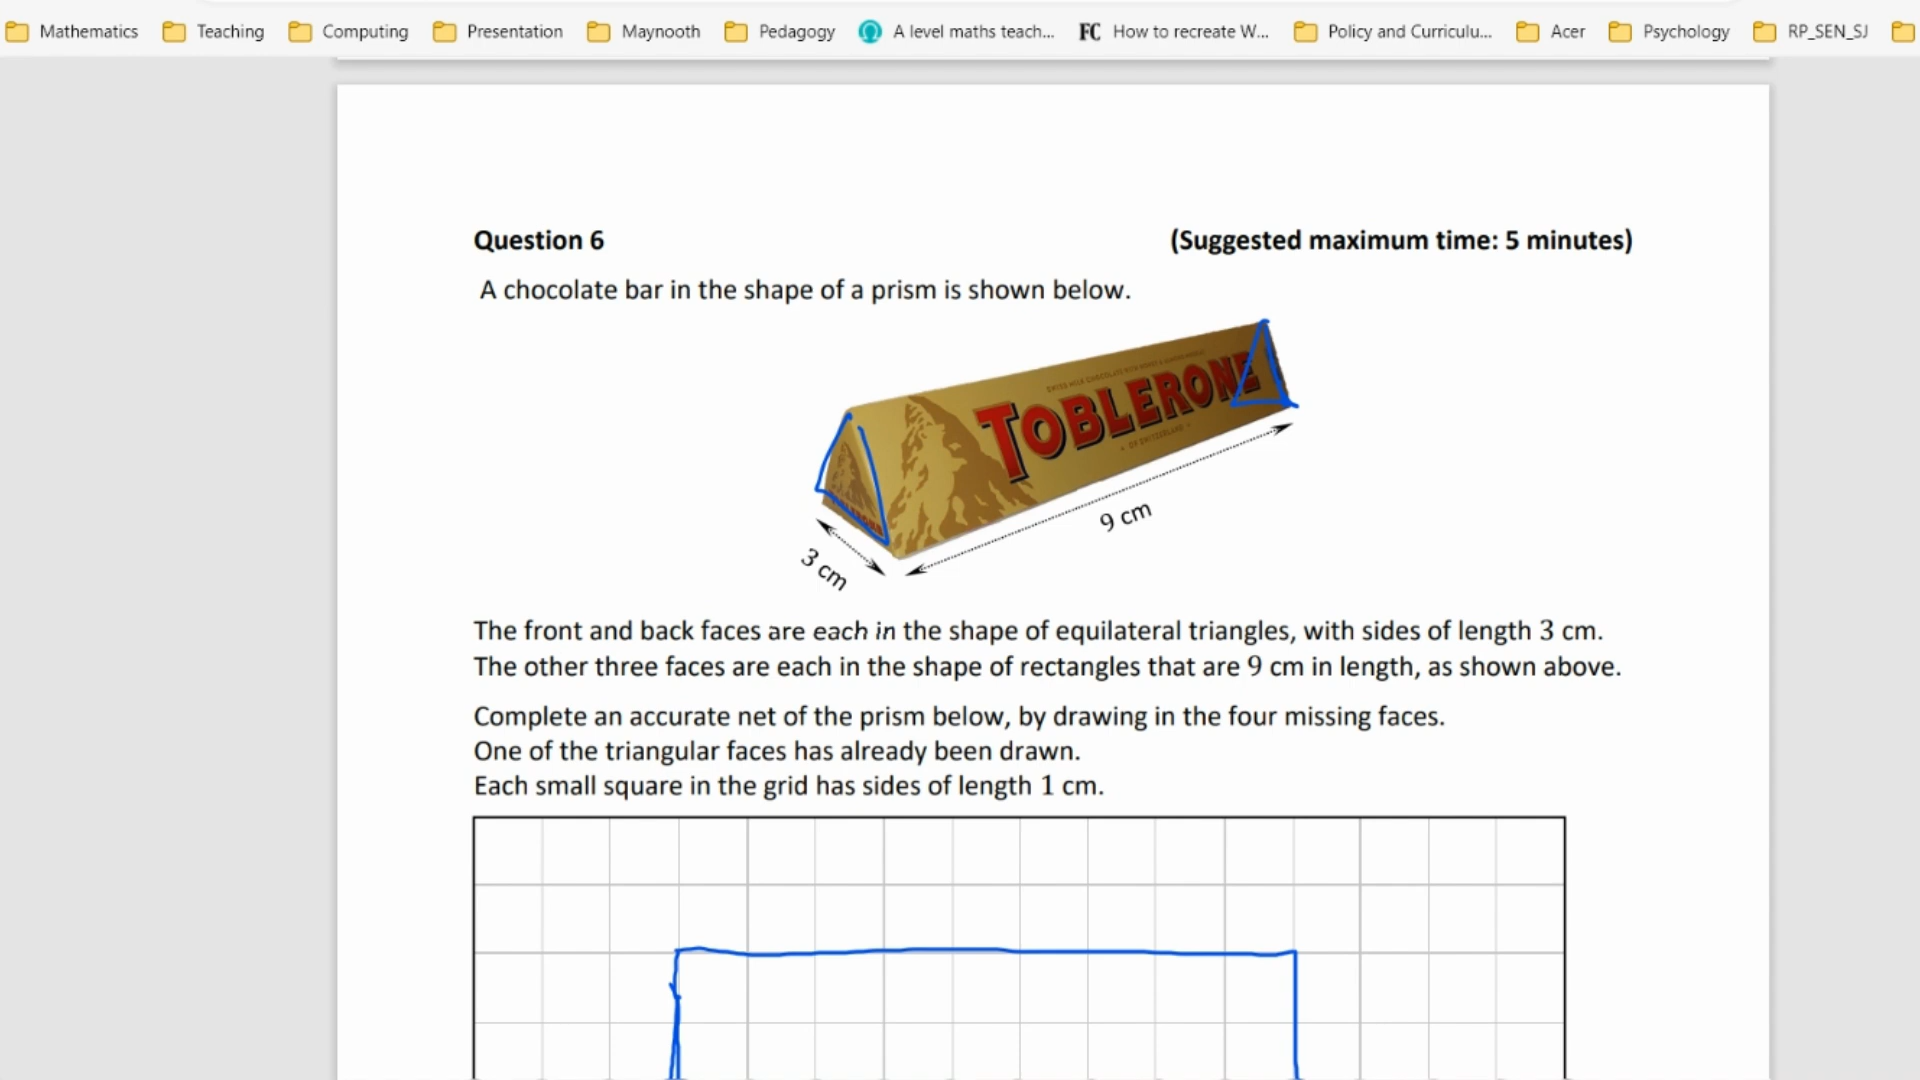 Mathematics Teaching Computing Presentation Maynooth Pedagogy A level maths teach... FC How to recreate W... Policy and Curriculu... Acer Psychology RP_SEN_SJ
Question 6 (Suggested maximum time: 5 minutes)
A chocolate bar in the shape of a prism is shown below.
TOBLERONE
OF SWITZERLAND
9 cm
3 cm
The front and back faces are each in the shape of equilateral triangles, with sides of length 3 cm.
The other three faces are each in the shape of rectangles that are 9 cm in length, as shown above.
Complete an accurate net of the prism below, by drawing in the four missing faces.
One of the triangular faces has already been drawn.
Each small square in the grid has sides of length 1 cm.